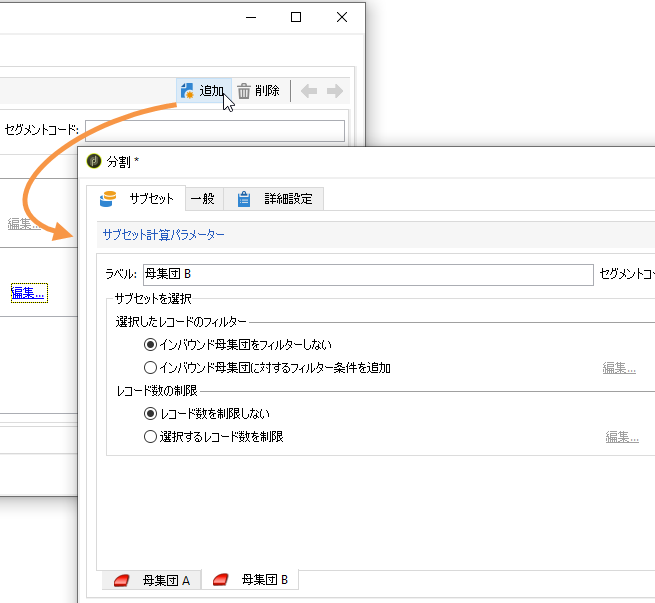 追加 削除
セグメントコード:
編集...
編集...
分割 *
サブセット 一般 詳細設定
サブセット計算パラメーター
ラベル: 母集団 B セグメントコー
サブセットを選択
選択したレコードのフィルター
インバウンド母集団をフィルターしない
インバウンド母集団に対するフィルター条件を追加 編集...
レコード数の制限
レコード数を制限しない
選択するレコード数を制限 編集...
母集団 A 母集団 B